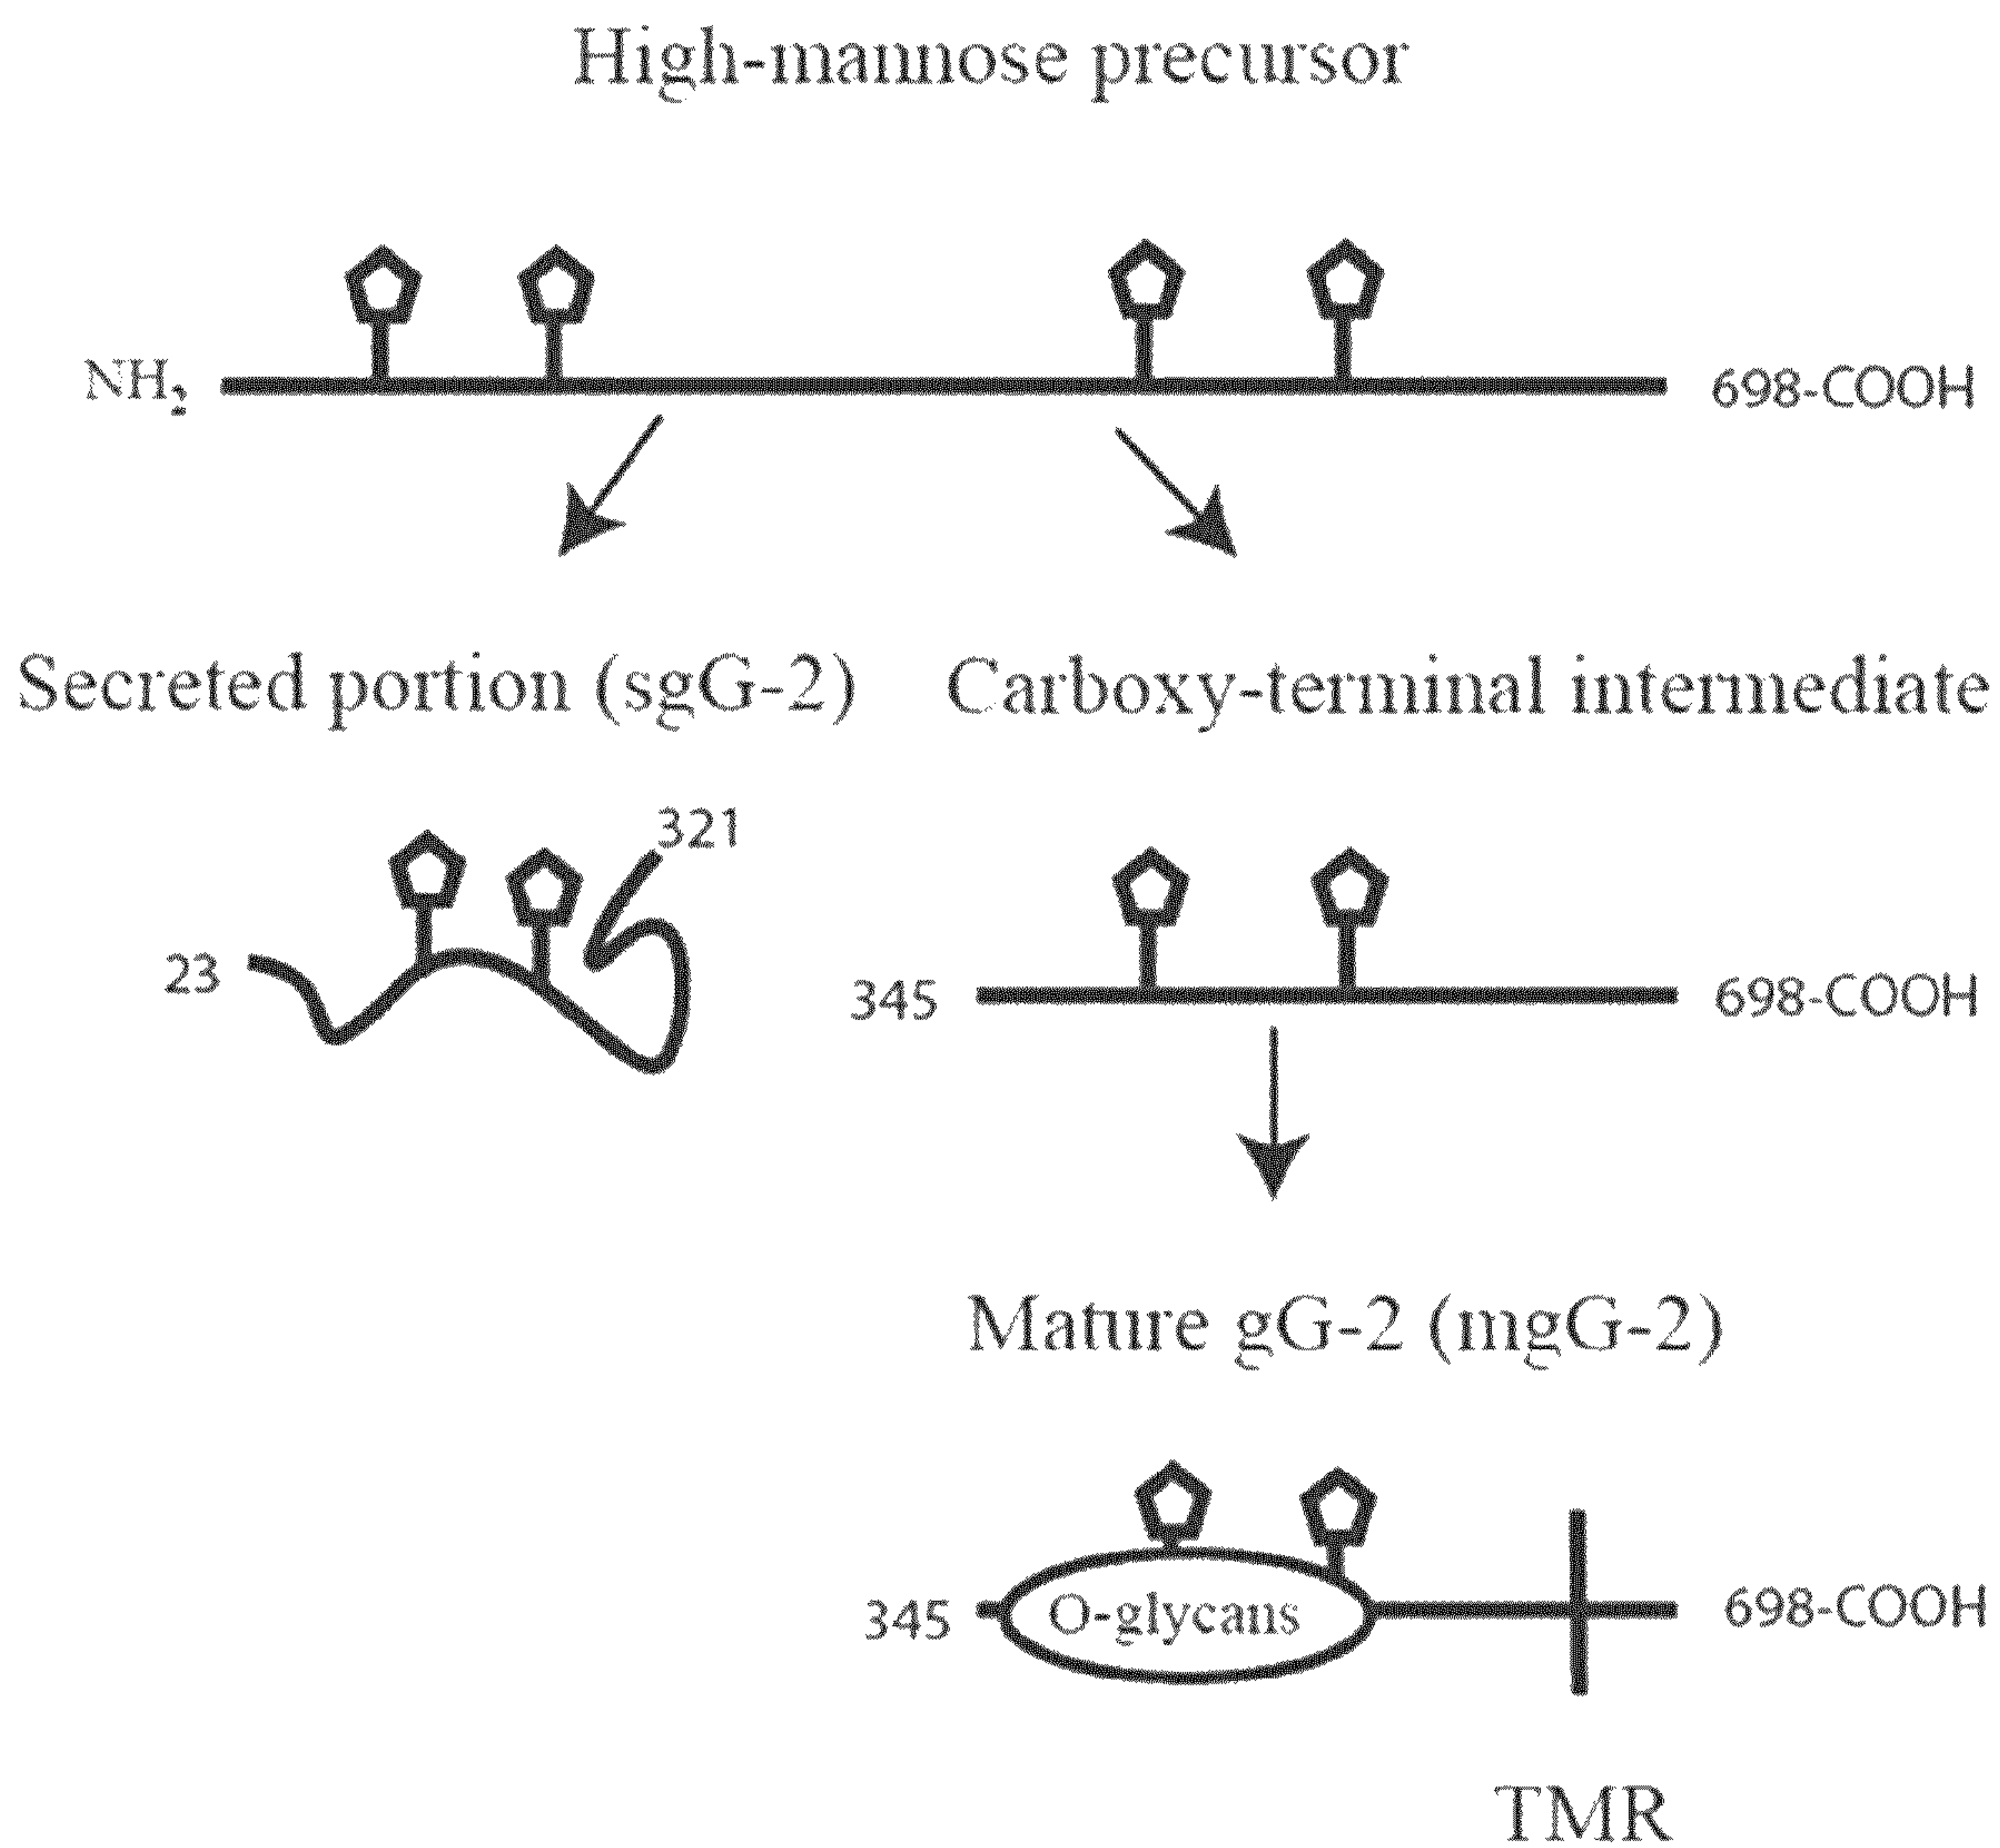 High-mannose precursor
NH₂ 698-COOH
Secreted portion (sgG-2) Carboxy-terminal intermediate
321
23
345 698-COOH
Mature gG-2 (mgG-2)
O-glycans
345 698-COOH
TMR